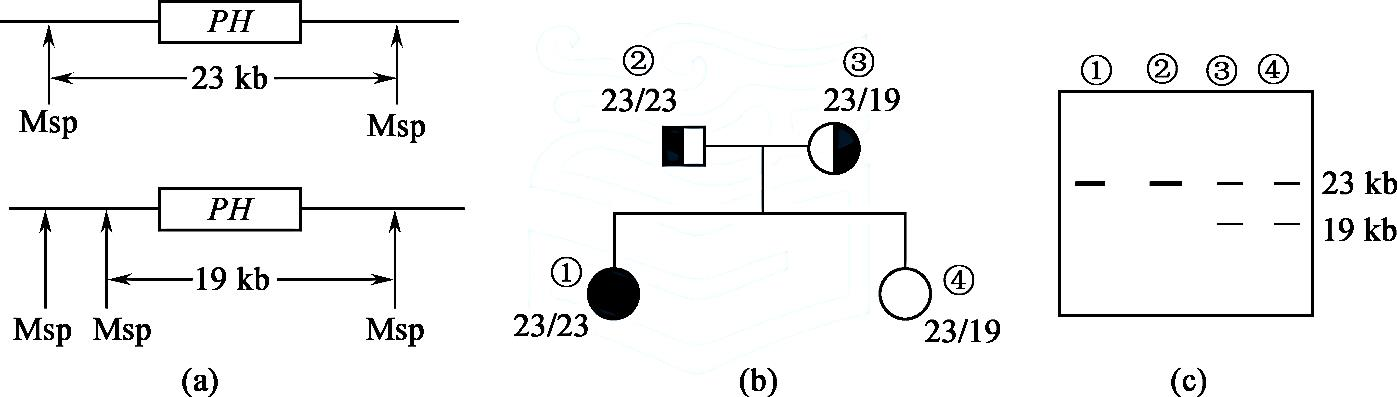 PH
23 kb
Msp Msp
PH
19 kb
Msp Msp Msp
(a)
② ③
23/23 23/19
① ④
23/23 23/19
(b)
① ② ③ ④
23 kb
19 kb
(c)